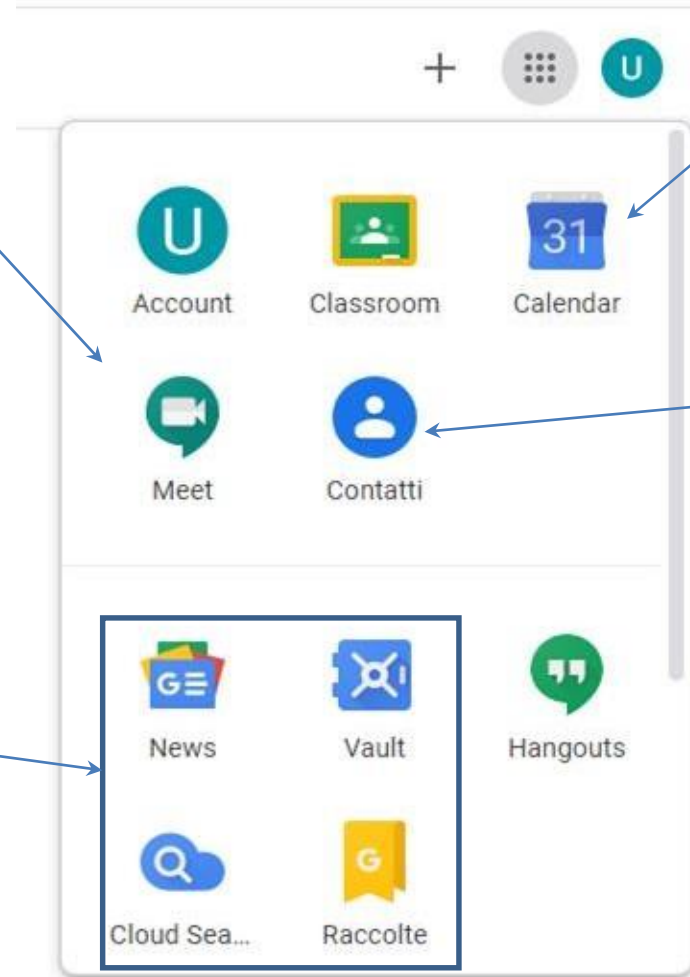 U
U
Account Classroom Calendar
31
Meet Contatti
G
News Vault Hangouts
G
Cloud Sea... Raccolte